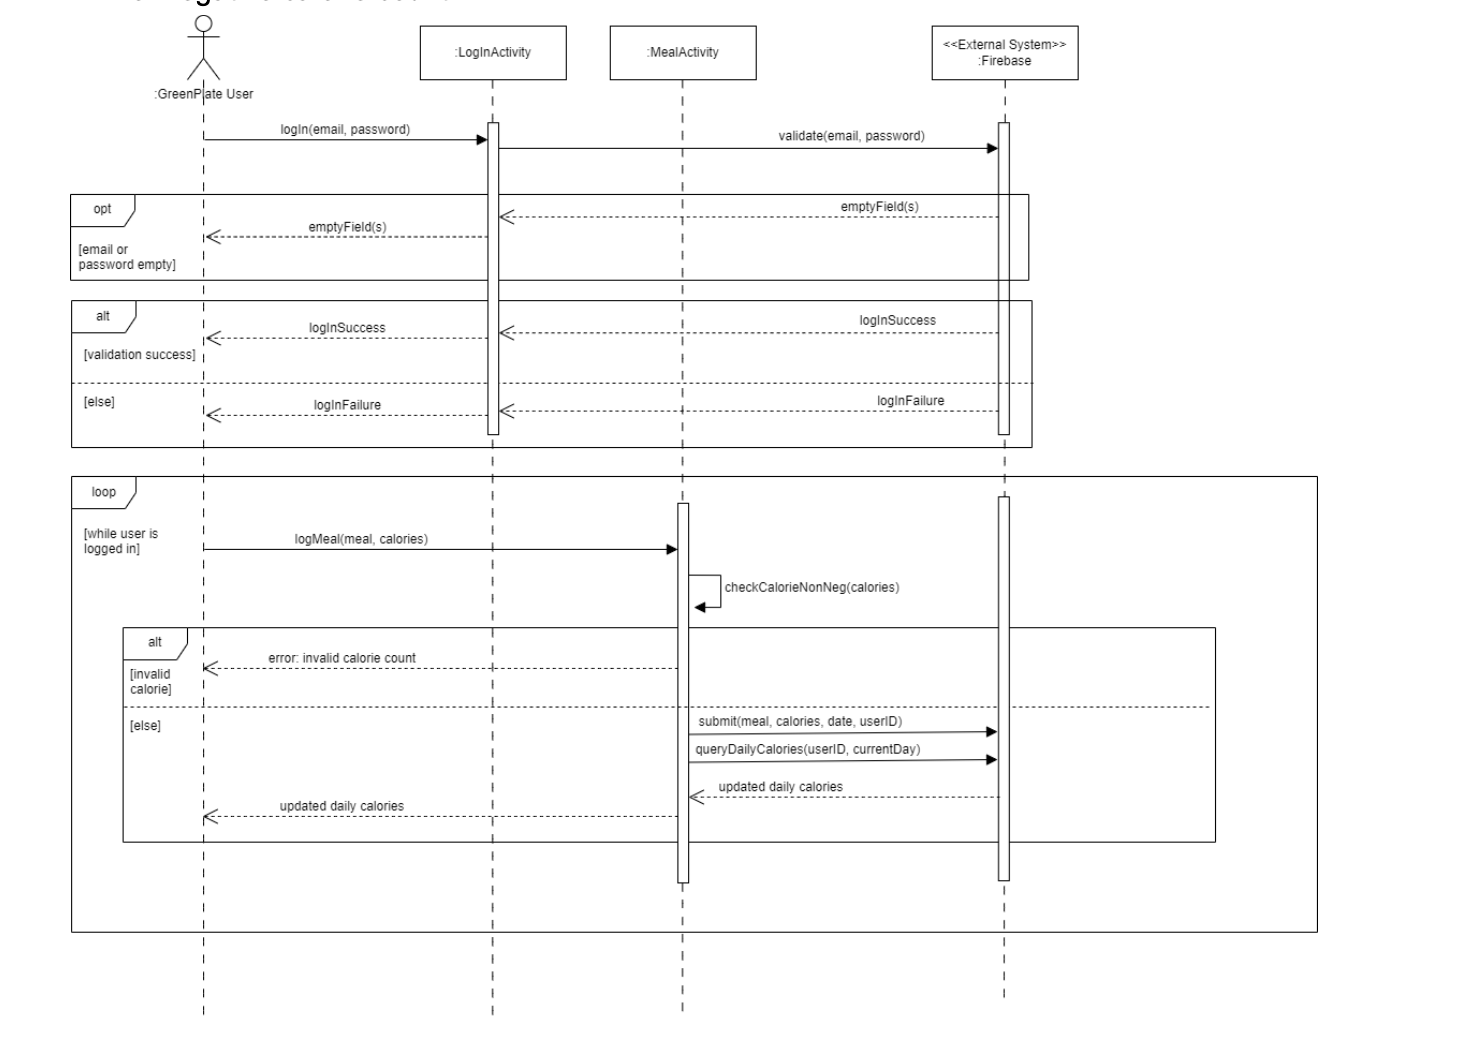 :LogInActivity
:MealActivity
<<External System>>
:Firebase
:GreenPlate User
logIn(email, password)
validate(email, password)
opt
emptyField(s)
emptyField(s)
[email or
password empty]
alt
logInSuccess
logInSuccess
[validation success]
[else]
logInFailure
logInFailure
loop
[while user is
logged in]
logMeal(meal, calories)
checkCalorieNonNeg(calories)
alt
error: invalid calorie count
[invalid
calorie]
[else]
submit(meal, calories, date, userID)
queryDailyCalories(userID, currentDay)
updated daily calories
updated daily calories